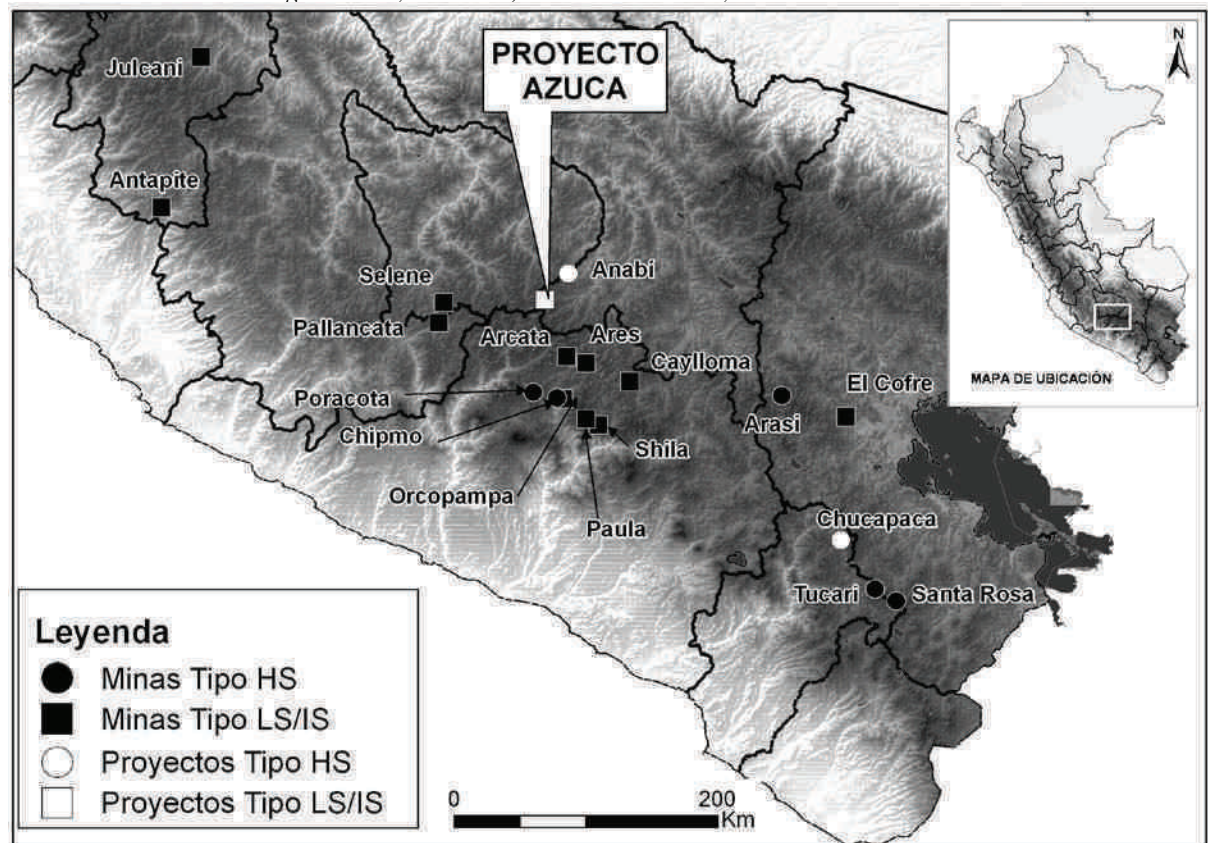 N
PROYECTO
AZUCA
Julcani
Antapite
Anabi
Selene
Pallancata
Arcata
Ares
Caylloma
Poracota
Chipmo
El Cofre
Arasi
Shila
Orcopampa
Paula
Chucapaca
Tucari
Santa Rosa
N
MAPA DE UBICACIÓN
Leyenda
Minas Tipo HS
Minas Tipo LS/IS
Proyectos Tipo HS
Proyectos Tipo LS/IS
0
200
Km